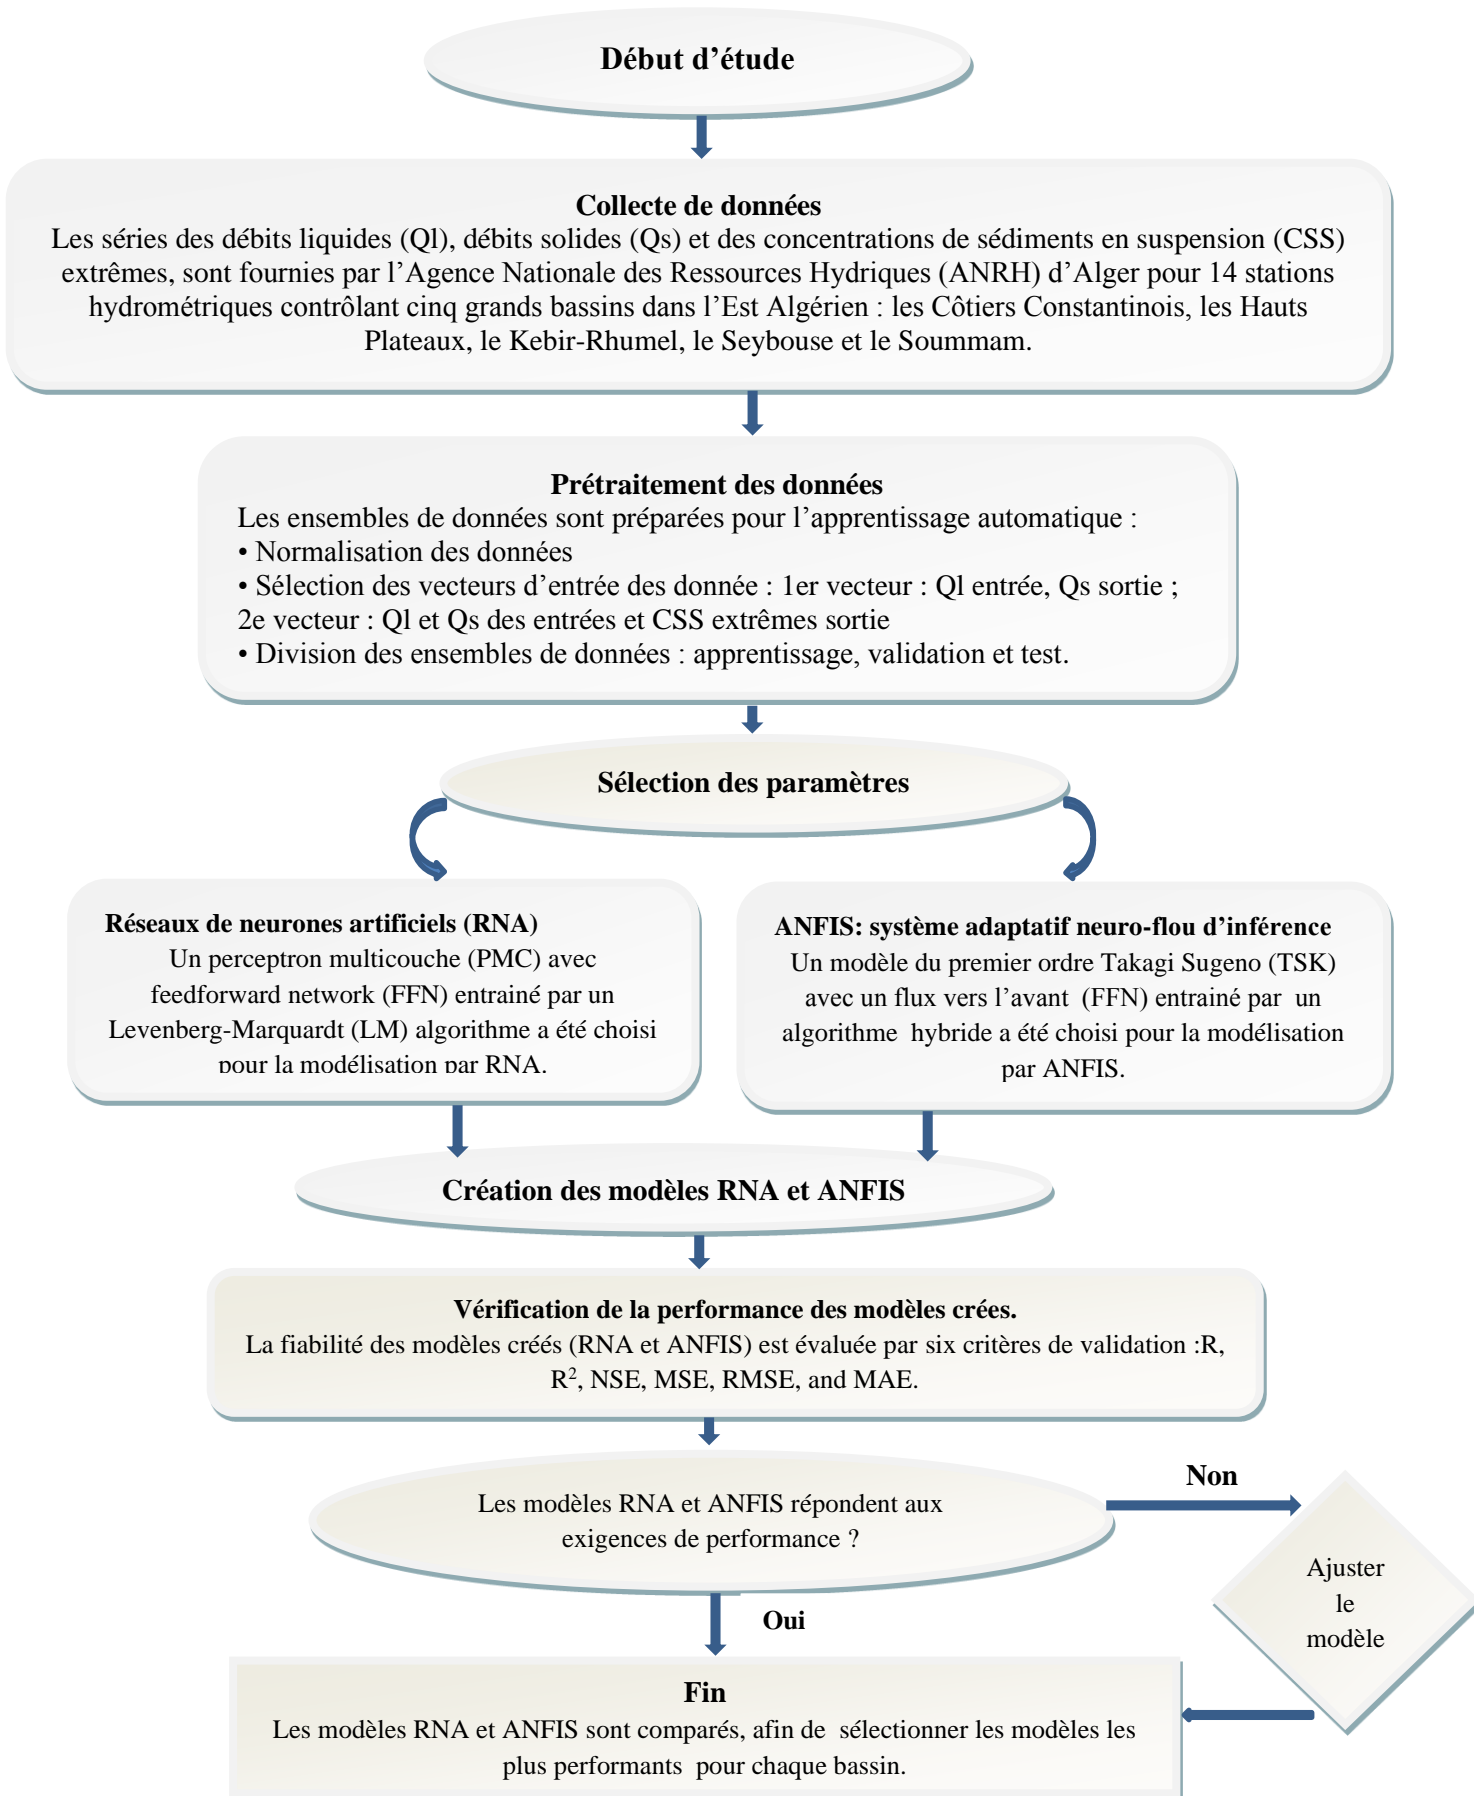 Début d’étude
Collecte de données
Les séries des débits liquides (Ql), débits solides (Qs) et des concentrations de sédiments en suspension (CSS)
extrêmes, sont fournies par l’Agence Nationale des Ressources Hydriques (ANRH) d’Alger pour 14 stations
hydrométriques contrôlant cinq grands bassins dans l’Est Algérien : les Côtiers Constantinois, les Hauts
Plateaux, le Kebir-Rhumel, le Seybouse et le Soummam.
Prétraitement des données
Les ensembles de données sont préparées pour l’apprentissage automatique :
• Normalisation des données
• Sélection des vecteurs d’entrée des donnée : 1er vecteur : Ql entrée, Qs sortie ;
2e vecteur : Ql et Qs des entrées et CSS extrêmes sortie
• Division des ensembles de données : apprentissage, validation et test.
Sélection des paramètres
Réseaux de neurones artificiels (RNA)
Un perceptron multicouche (PMC) avec
feedforward network (FFN) entrainé par un
Levenberg-Marquardt (LM) algorithme a été choisi
pour la modélisation par RNA.
ANFIS: système adaptatif neuro-flou d’inférence
Un modèle du premier ordre Takagi Sugeno (TSK)
avec un flux vers l’avant (FFN) entrainé par un
algorithme hybride a été choisi pour la modélisation
par ANFIS.
Création des modèles RNA et ANFIS
Vérification de la performance des modèles crées.
La fiabilité des modèles créés (RNA et ANFIS) est évaluée par six critères de validation :R,
R², NSE, MSE, RMSE, and MAE.
Les modèles RNA et ANFIS répondent aux
exigences de performance ?
Non
Ajuster
le
modèle
Oui
Fin
Les modèles RNA et ANFIS sont comparés, afin de sélectionner les modèles les
plus performants pour chaque bassin.